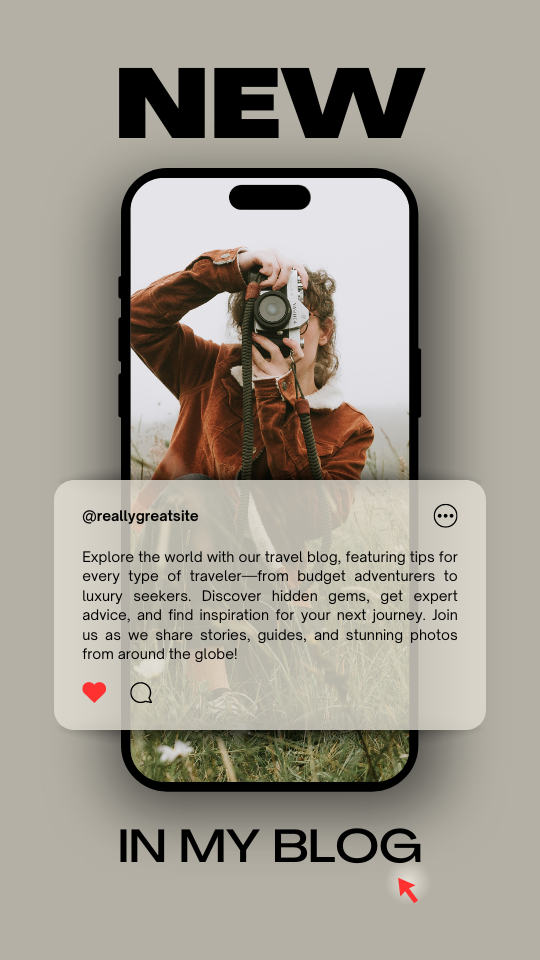 NEW
@reallygreatsite
Explore the world with our travel blog, featuring tips for
every type of traveler—from budget adventurers to
luxury seekers. Discover hidden gems, get expert
advice, and find inspiration for your next journey. Join
us as we share stories, guides, and stunning photos
from around the globe!
IN MY BLOG